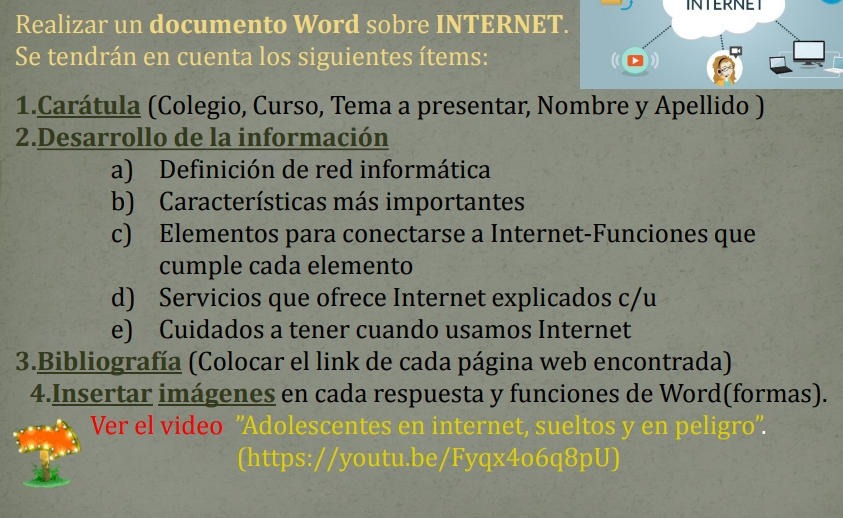 INTERNET
Realizar un documento Word sobre INTERNET.
Se tendrán en cuenta los siguientes ítems:
1.Carátula (Colegio, Curso, Tema a presentar, Nombre y Apellido )
2.Desarrollo de la información
a) Definición de red informática
b) Características más importantes
c) Elementos para conectarse a Internet-Funciones que
cumple cada elemento
d) Servicios que ofrece Internet explicados c/u
e) Cuidados a tener cuando usamos Internet
3.Bibliografía (Colocar el link de cada página web encontrada)
4.Insertar imágenes en cada respuesta y funciones de Word(formas).
Ver el video ”Adolescentes en internet, sueltos y en peligro”.
(https://youtu.be/Fyqx4o6q8pU)